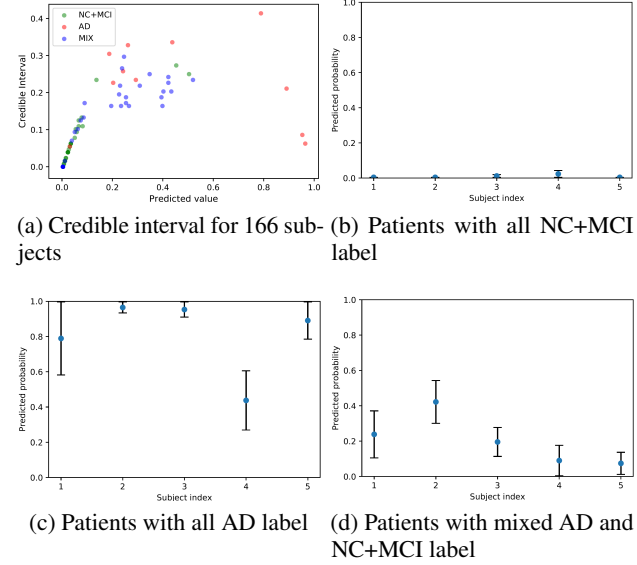 0.4
0.3
0.2
0.1
0.0
Credible Interval
NC+MCI
AD
MIX
0.0 0.2 0.4 0.6 0.8 1.0
Predicted value
(a) Credible interval for 166 sub-
jects
1.0
0.8
0.6
0.4
0.2
0.0
Predicted probability
1 2 3 4 5
Subject index
(b) Patients with all NC+MCI
label
1.0
0.8
0.6
0.4
0.2
0.0
Predicted probability
1 2 3 4 5
Subject index
(c) Patients with all AD label
1.0
0.8
0.6
0.4
0.2
0.0
Predicted probability
1 2 3 4 5
Subject index
(d) Patients with mixed AD and
NC+MCI label